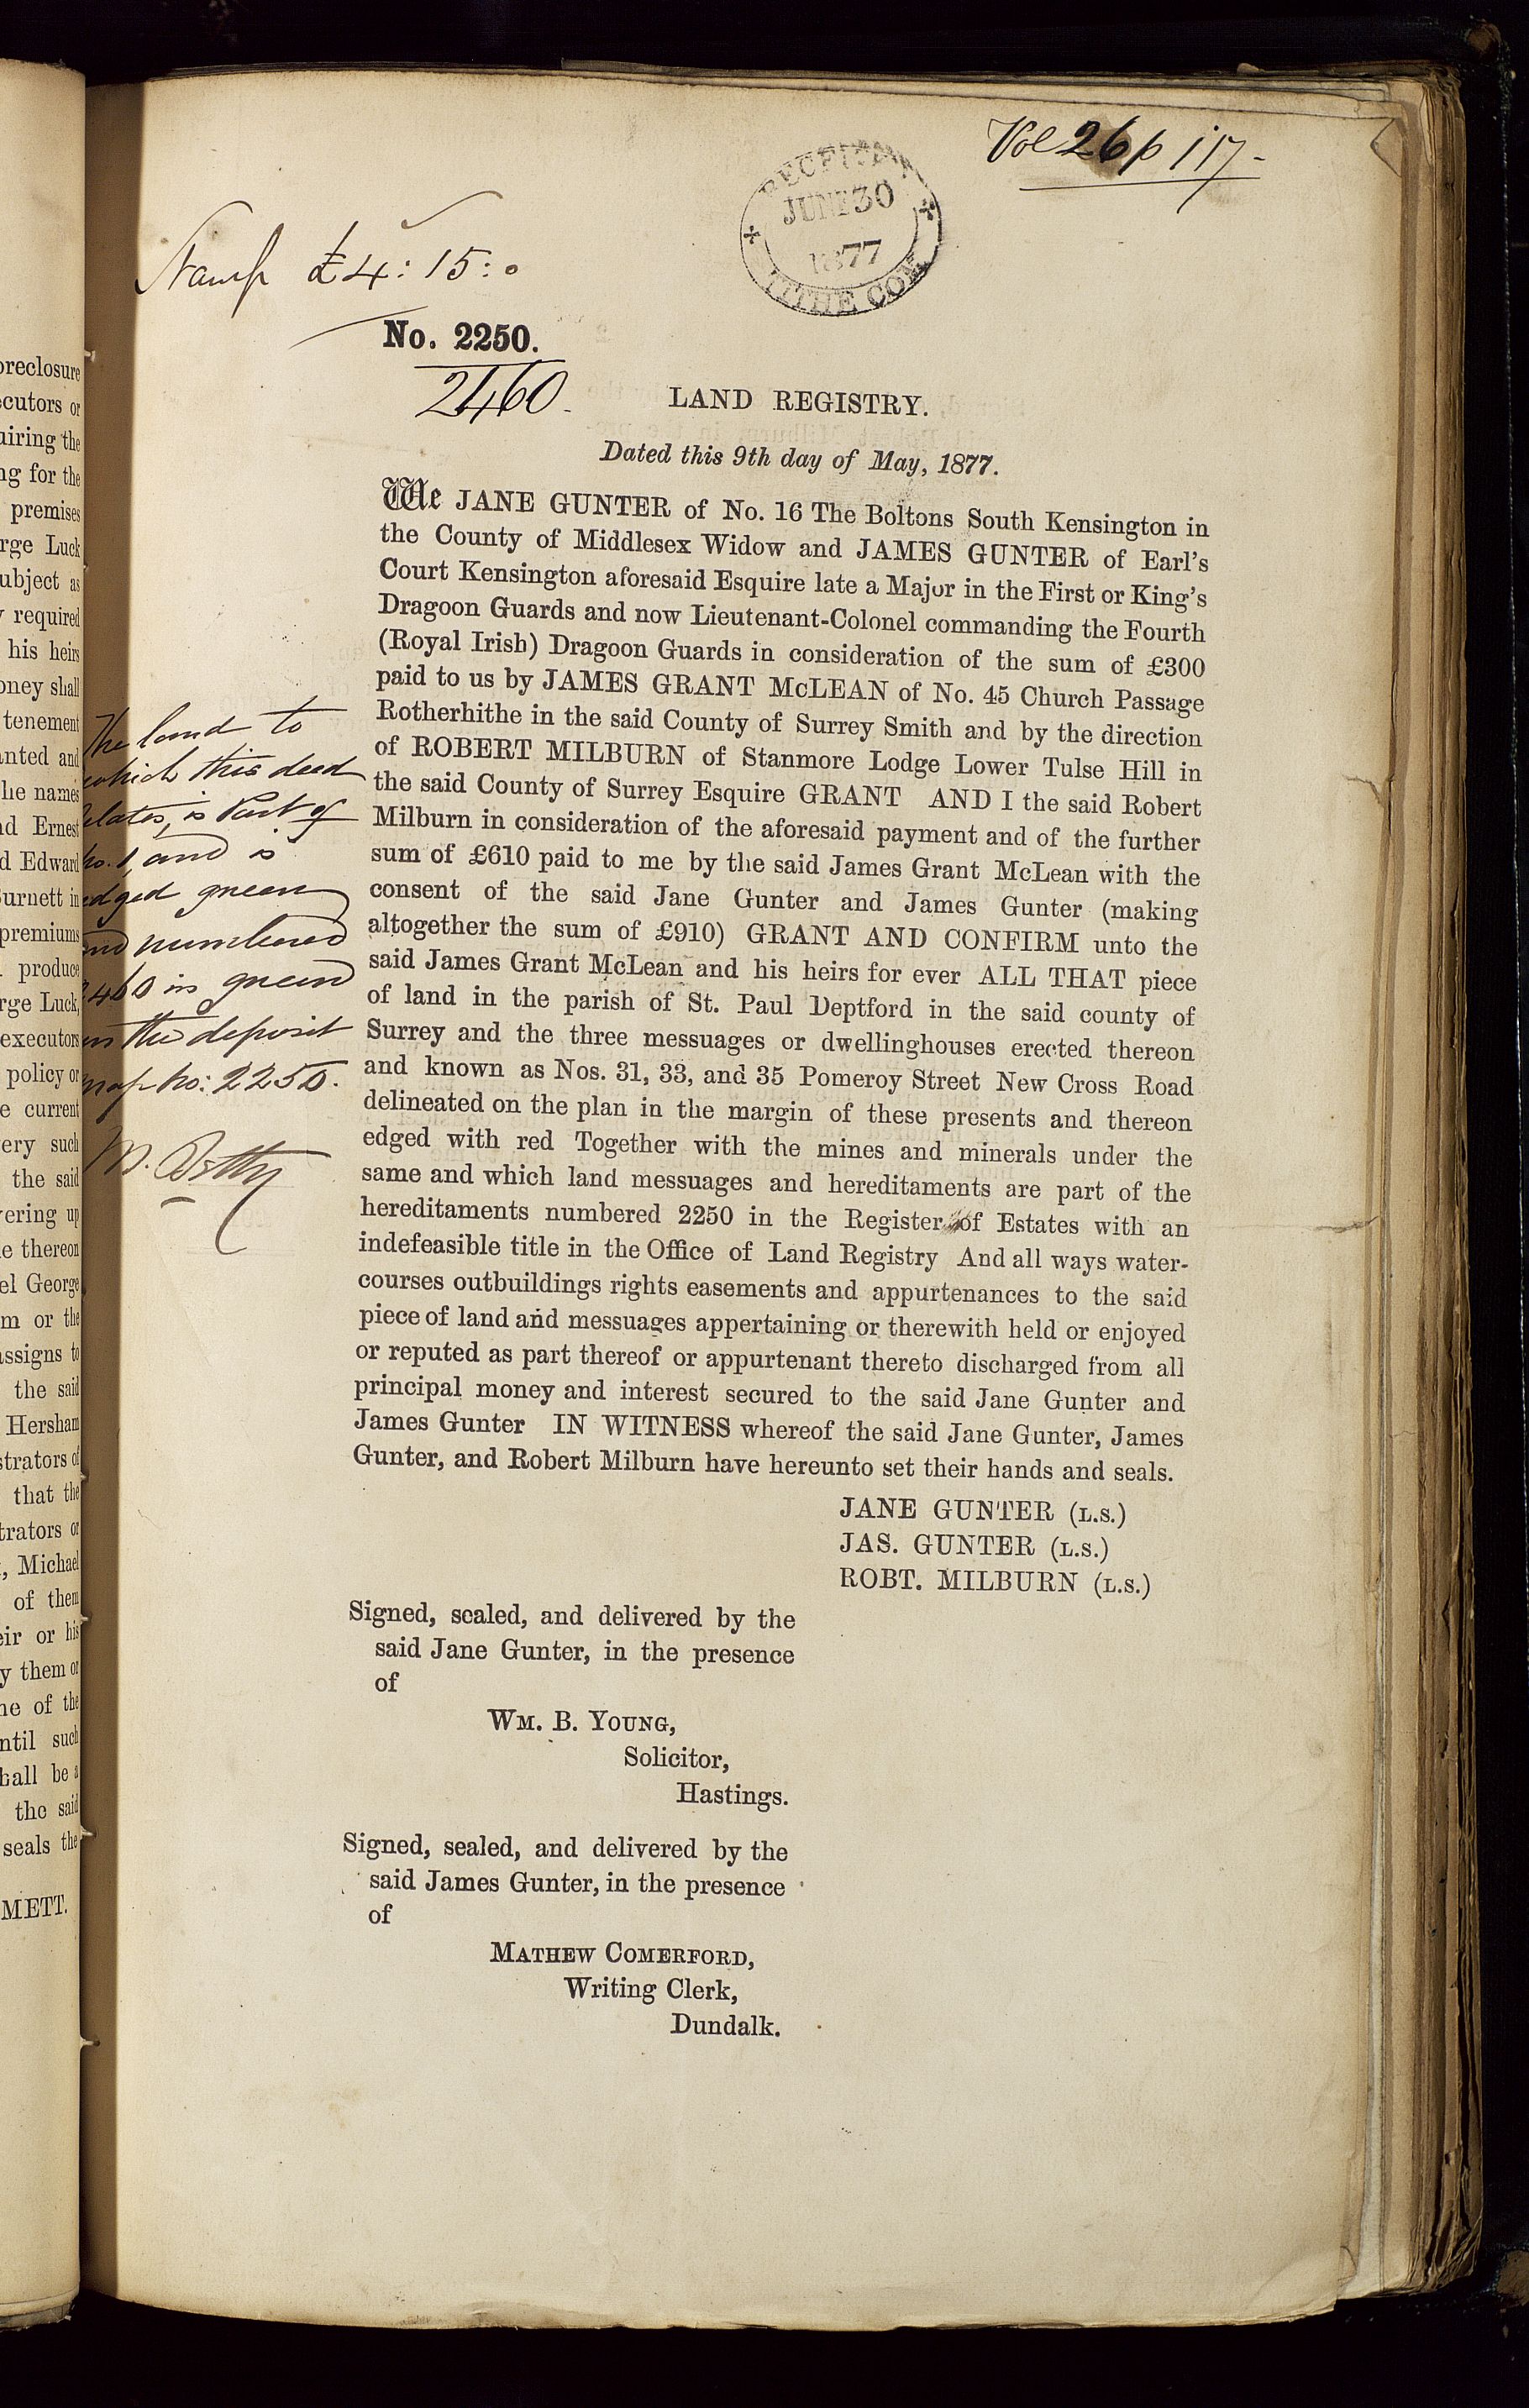 Vol 26 p 117 -
JUNE 30
1877
TITHE COM
Stamp £4 : 15 : 0
No. 2250.
2460.
LAND REGISTRY.
Dated this 9th day of May, 1877.
We JANE GUNTER of No. 16 The Boltons South Kensington in
the County of Middlesex Widow and JAMES GUNTER of Earl's
Court Kensington aforesaid Esquire late a Major in the First or King's
Dragoon Guards and now Lieutenant-Colonel commanding the Fourth
(Royal Irish) Dragoon Guards in consideration of the sum of £300
paid to us by JAMES GRANT McLEAN of No. 45 Church Passage
Rotherhithe in the said County of Surrey Smith and by the direction
of ROBERT MILBURN of Stanmore Lodge Lower Tulse Hill in
the said County of Surrey Esquire GRANT AND I the said Robert
Milburn in consideration of the aforesaid payment and of the further
sum of £610 paid to me by the said James Grant McLean with the
consent of the said Jane Gunter and James Gunter (making
altogether the sum of £910) GRANT AND CONFIRM unto the
said James Grant McLean and his heirs for ever ALL THAT piece
of land in the parish of St. Paul Deptford in the said county of
Surrey and the three messuages or dwellinghouses erected thereon
and known as Nos. 31, 33, and 35 Pomeroy Street New Cross Road
delineated on the plan in the margin of these presents and thereon
edged with red Together with the mines and minerals under the
same and which land messuages and hereditaments are part of the
hereditaments numbered 2250 in the Register of Estates with an
indefeasible title in the Office of Land Registry And all ways water-
courses outbuildings rights easements and appurtenances to the said
piece of land and messuages appertaining or therewith held or enjoyed
or reputed as part thereof or appurtenant thereto discharged from all
principal money and interest secured to the said Jane Gunter and
James Gunter IN WITNESS whereof the said Jane Gunter, James
Gunter, and Robert Milburn have hereunto set their hands and seals.
The land to
which this deed
relates, is Part of
No. 1, and is
edged green
and numbered
2460 in green
on the deposit
map No: 2250.
JANE GUNTER (L.S.)
JAS. GUNTER (L.S.)
ROBT. MILBURN (L.S.)
Signed, sealed, and delivered by the
said Jane Gunter, in the presence
of
WM. B. YOUNG,
Solicitor,
Hastings.
Signed, sealed, and delivered by the
said James Gunter, in the presence
of
MATHEW COMERFORD,
Writing Clerk,
Dundalk.